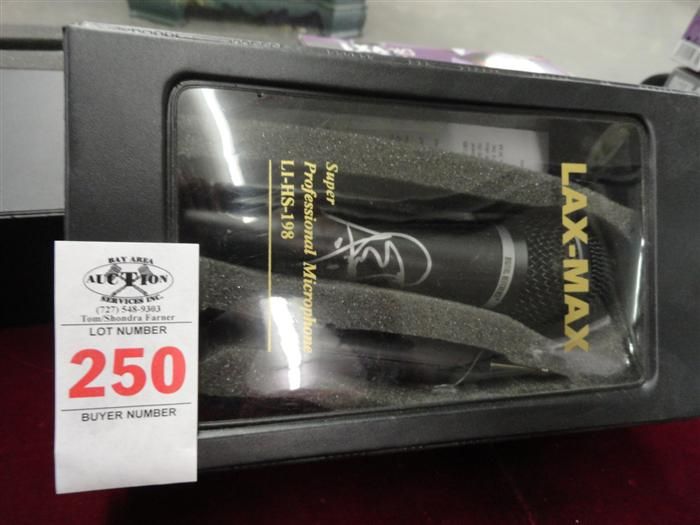 LAX-MAX
Super
Professional Microphone
LI-HS-198
BAY AREA
AUCTION
SERVICES INC.
(727) 548-9303
Tom/Shondra Farner
LOT NUMBER
250
BUYER NUMBER